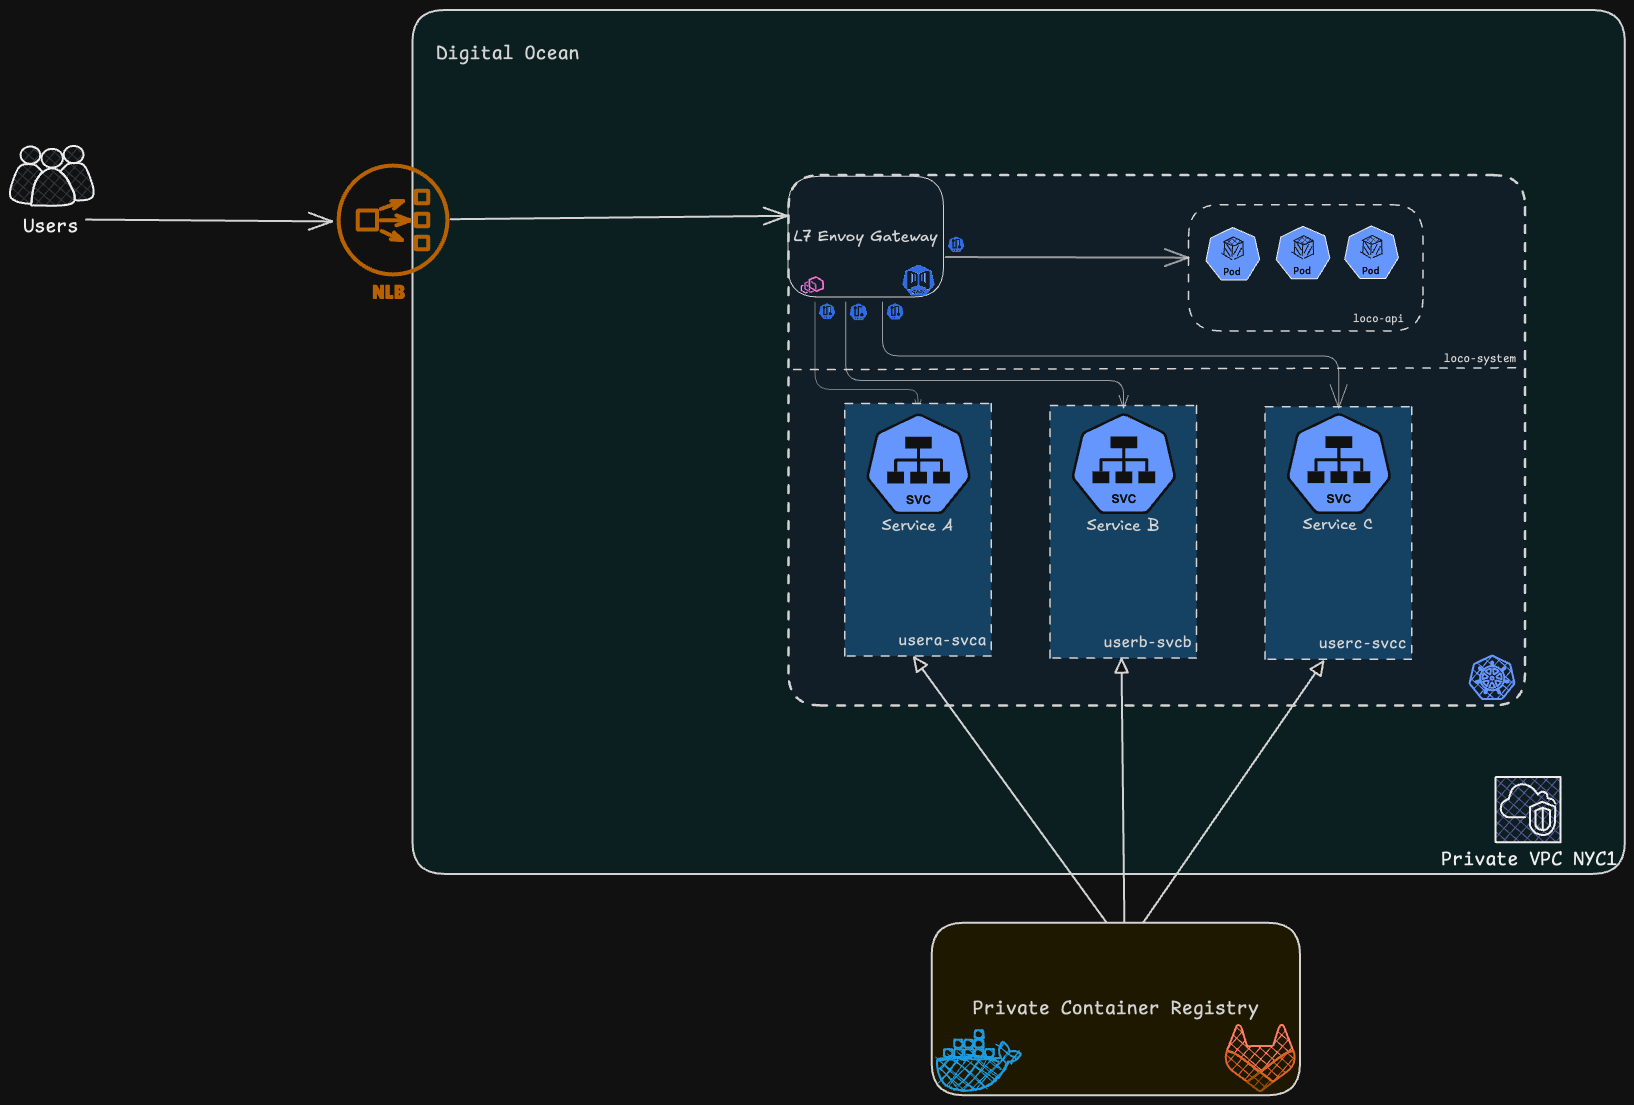 Digital Ocean
Users
NLB
L7 Envoy Gateway
Pod
Pod
Pod
loco-api
loco-system
SVC
SVC
SVC
Service A
Service B
Service C
usera-svca
userb-svcb
userc-svcc
Private VPC NYC1
Private Container Registry